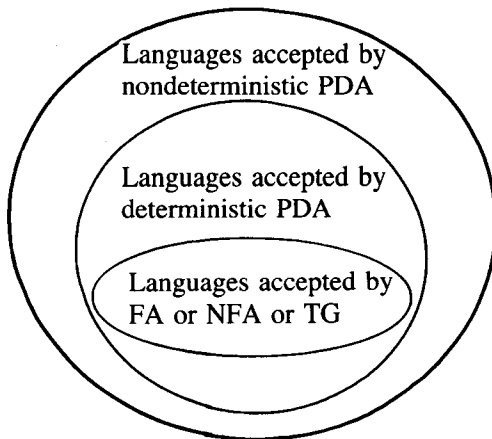 Languages accepted by
nondeterministic PDA
Languages accepted by
deterministic PDA
Languages accepted by
FA or NFA or TG